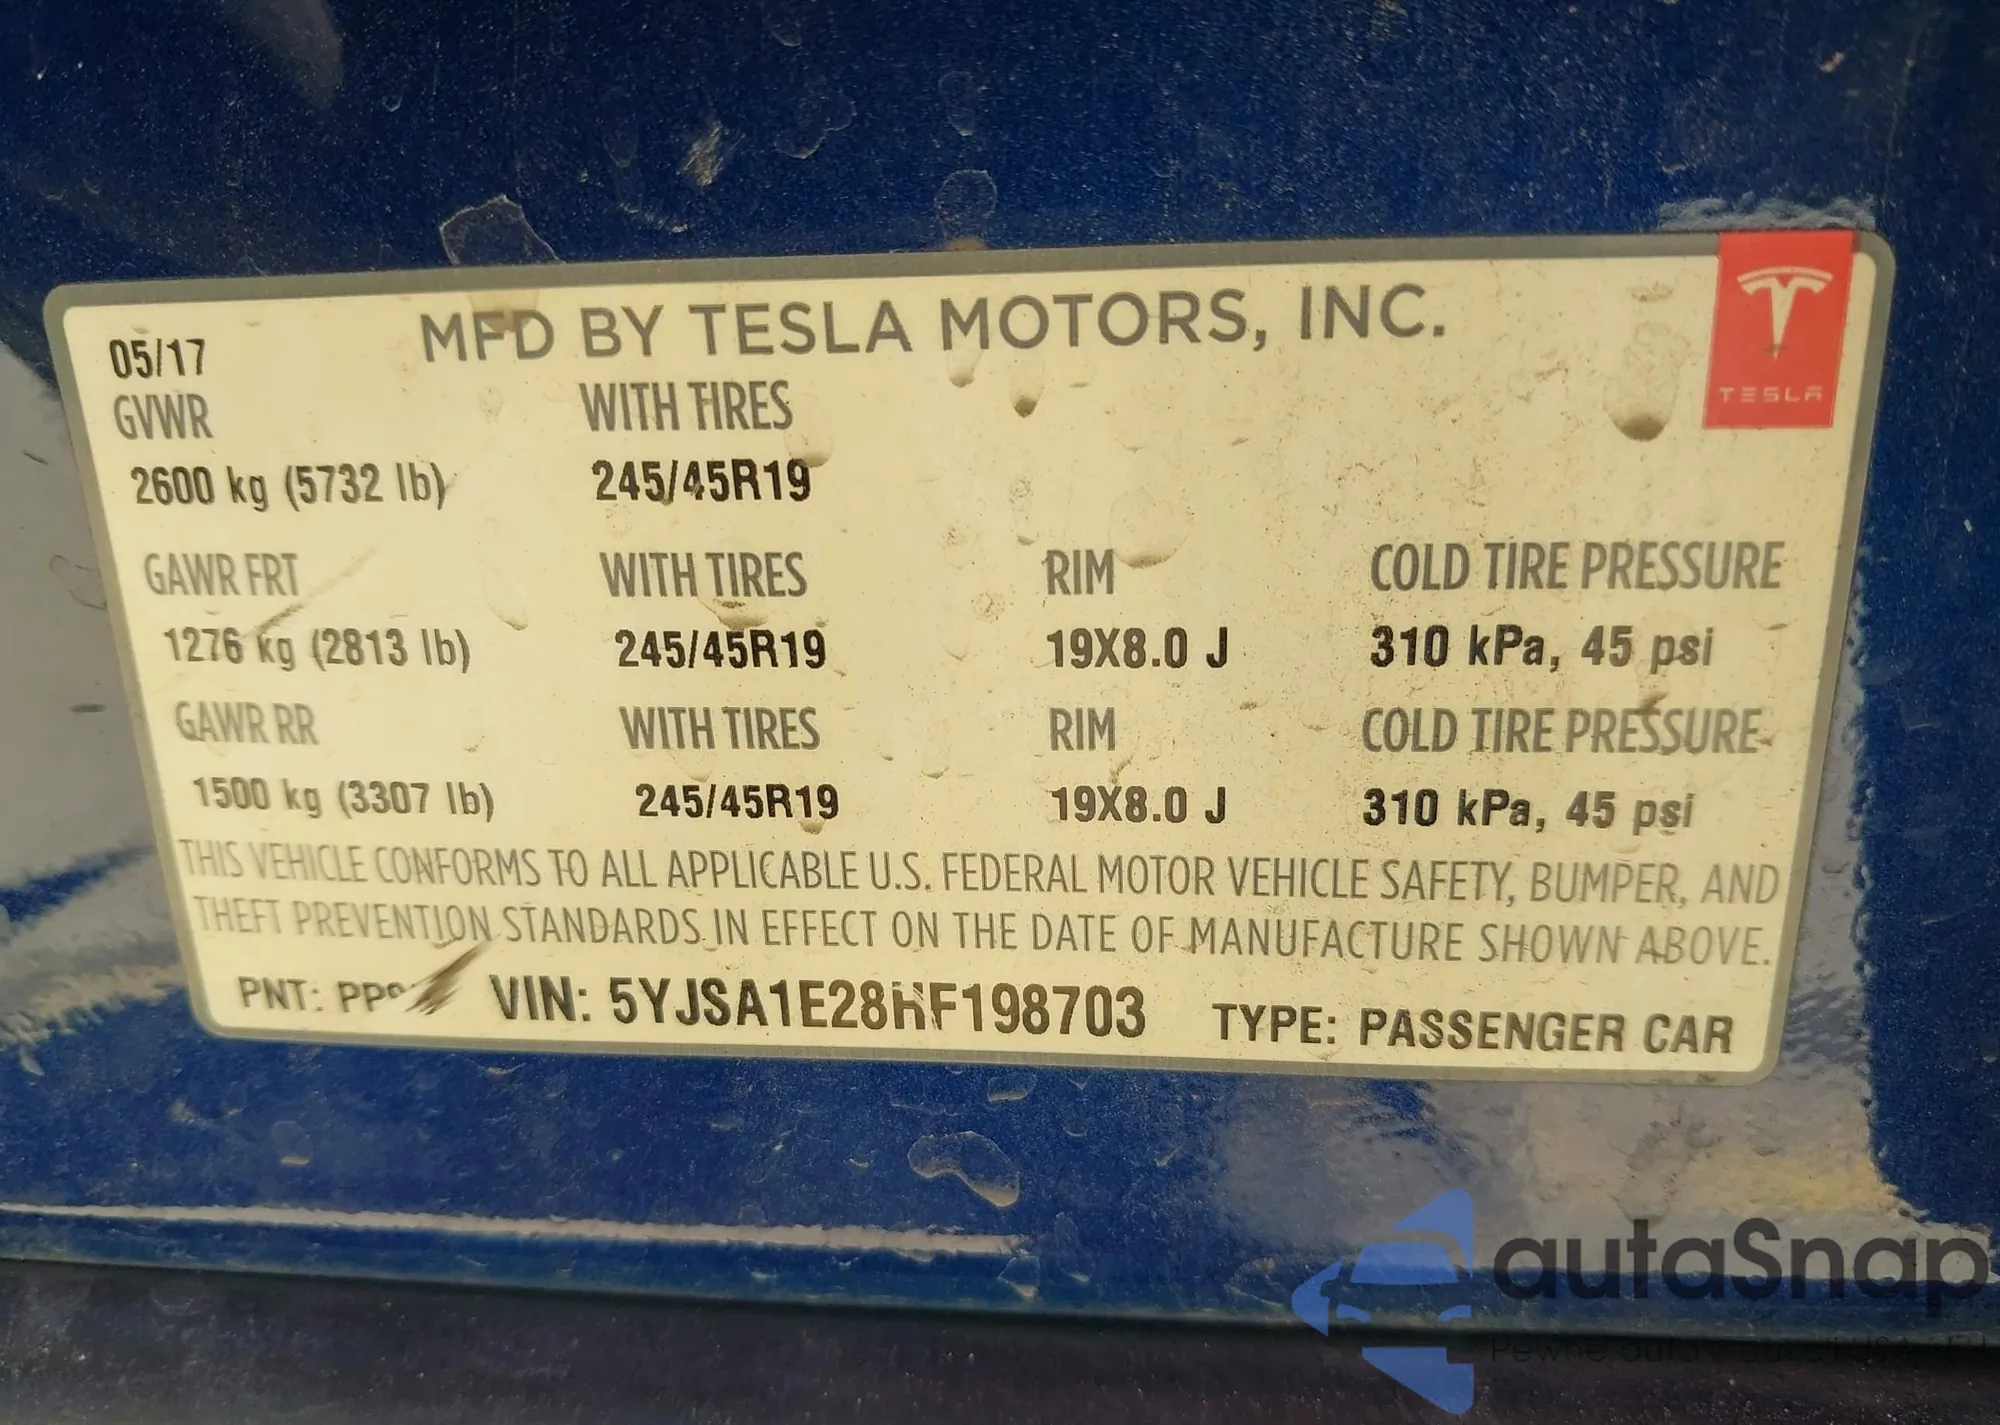 05/17 MFD BY TESLA MOTORS, INC.
TESLA
GVWR WITH TIRES
2600 kg (5732 lb) 245/45R19
GAWR FRT WITH TIRES RIM COLD TIRE PRESSURE
1276 kg (2813 lb) 245/45R19 19X8.0 J 310 kPa, 45 psi
GAWR RR WITH TIRES RIM COLD TIRE PRESSURE
1500 kg (3307 lb) 245/45R19 19X8.0 J 310 kPa, 45 psi
THIS VEHICLE CONFORMS TO ALL APPLICABLE U.S. FEDERAL MOTOR VEHICLE SAFETY, BUMPER, AND
THEFT PREVENTION STANDARDS IN EFFECT ON THE DATE OF MANUFACTURE SHOWN ABOVE.
PNT: VIN: 5YJSA1E28HF198703 TYPE: PASSENGER CAR
autaSnap
Pewne auta